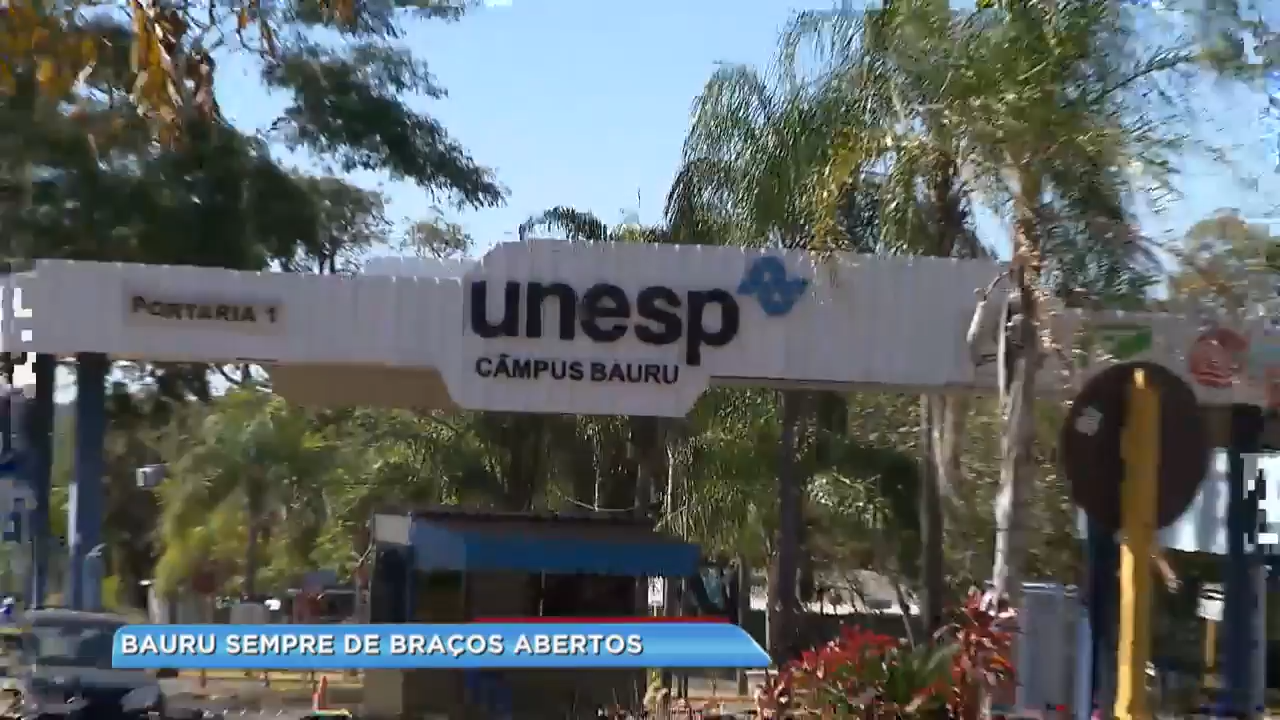 PORTARIA 1
unesp
CÂMPUS BAURU
BAURU SEMPRE DE BRAÇOS ABERTOS